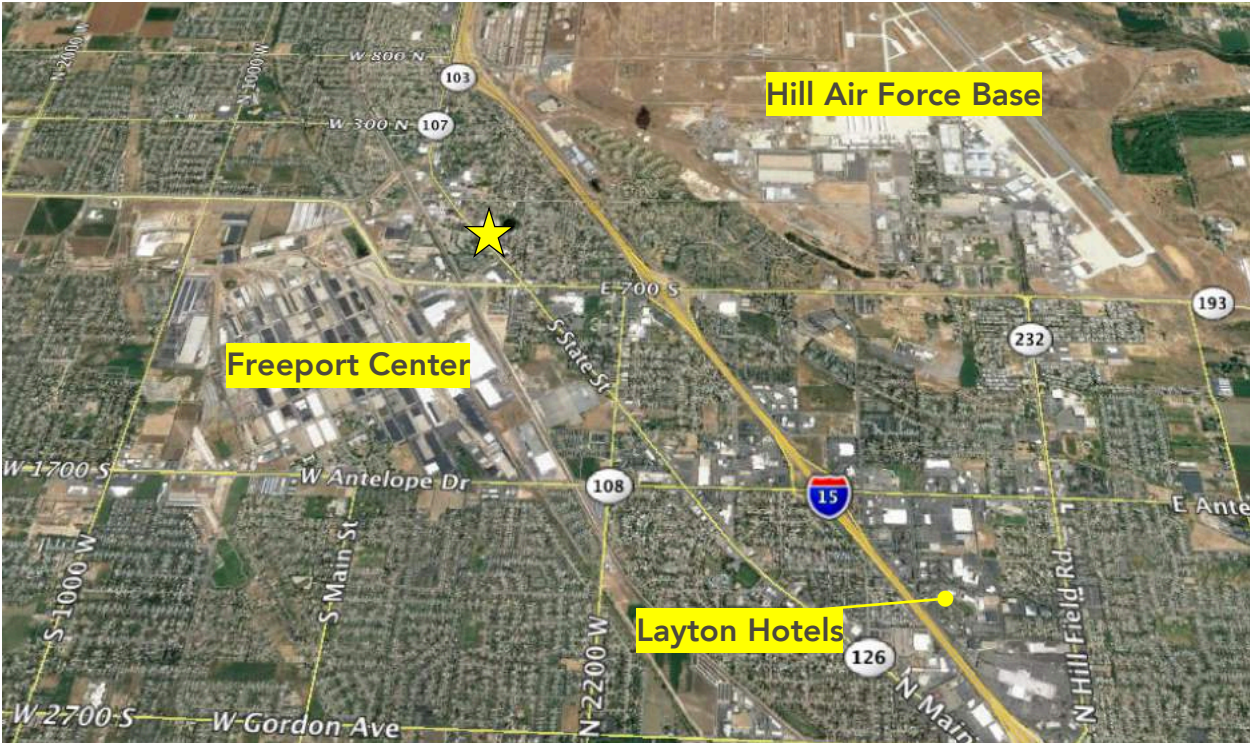 W 800 N
N 2000 W
N 1000 W
103
Hill Air Force Base
W 300 N
107
E 700 S
193
S State St
232
Freeport Center
W 1700 S
W Antelope Dr
108
15
E Ante
S 1000 W
S Main St
N 2200 W
Layton Hotels
126
N Hill Field Rd
N Main
W 2700 S
W Gordon Ave